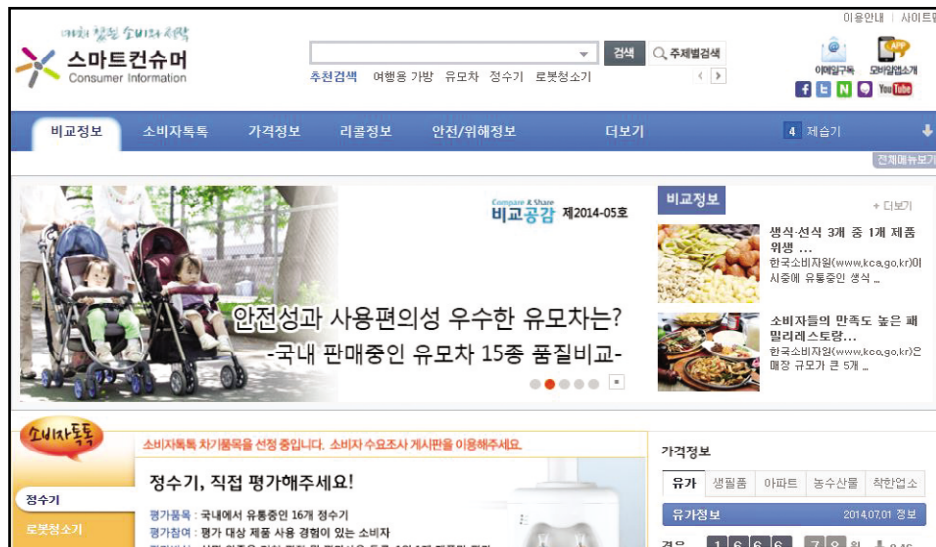 이용안내 | 사이트맵
스마트컨슈머
Consumer Information
검색
주제별검색
추천검색 여행용 가방 유모차 정수기 로봇청소기
이메일구독 모바일앱소개
You Tube
비교정보 소비자톡톡 가격정보 리콜정보 안전/위해정보 더보기 4 제습기
전체메뉴보기
Compare & Share
비교공감 제2014-05호
안전성과 사용편의성 우수한 유모차는?
-국내 판매중인 유모차 15종 품질비교-
비교정보 + 더보기
생식·선식 3개 중 1개 제품
위생 ...
한국소비자원(www.kca.go.kr)이
시중에 유통중인 생식 ...
소비자들의 만족도 높은 패
밀리레스토랑...
한국소비자원(www.kca.go.kr)은
매장 규모가 큰 5개 ...
소비자톡톡
정수기
로봇청소기
소비자톡톡 차기품목을 선정 중입니다. 소비자 수요조사 게시판을 이용해주세요.
정수기, 직접 평가해주세요!
평가품목 : 국내에서 유통중인 16개 정수기
평가참여 : 평가 대상 제품 사용 경험이 있는 소비자
가격정보
유가 생필품 아파트 농수산물 착한업소
유가정보 2014.07.01 정보